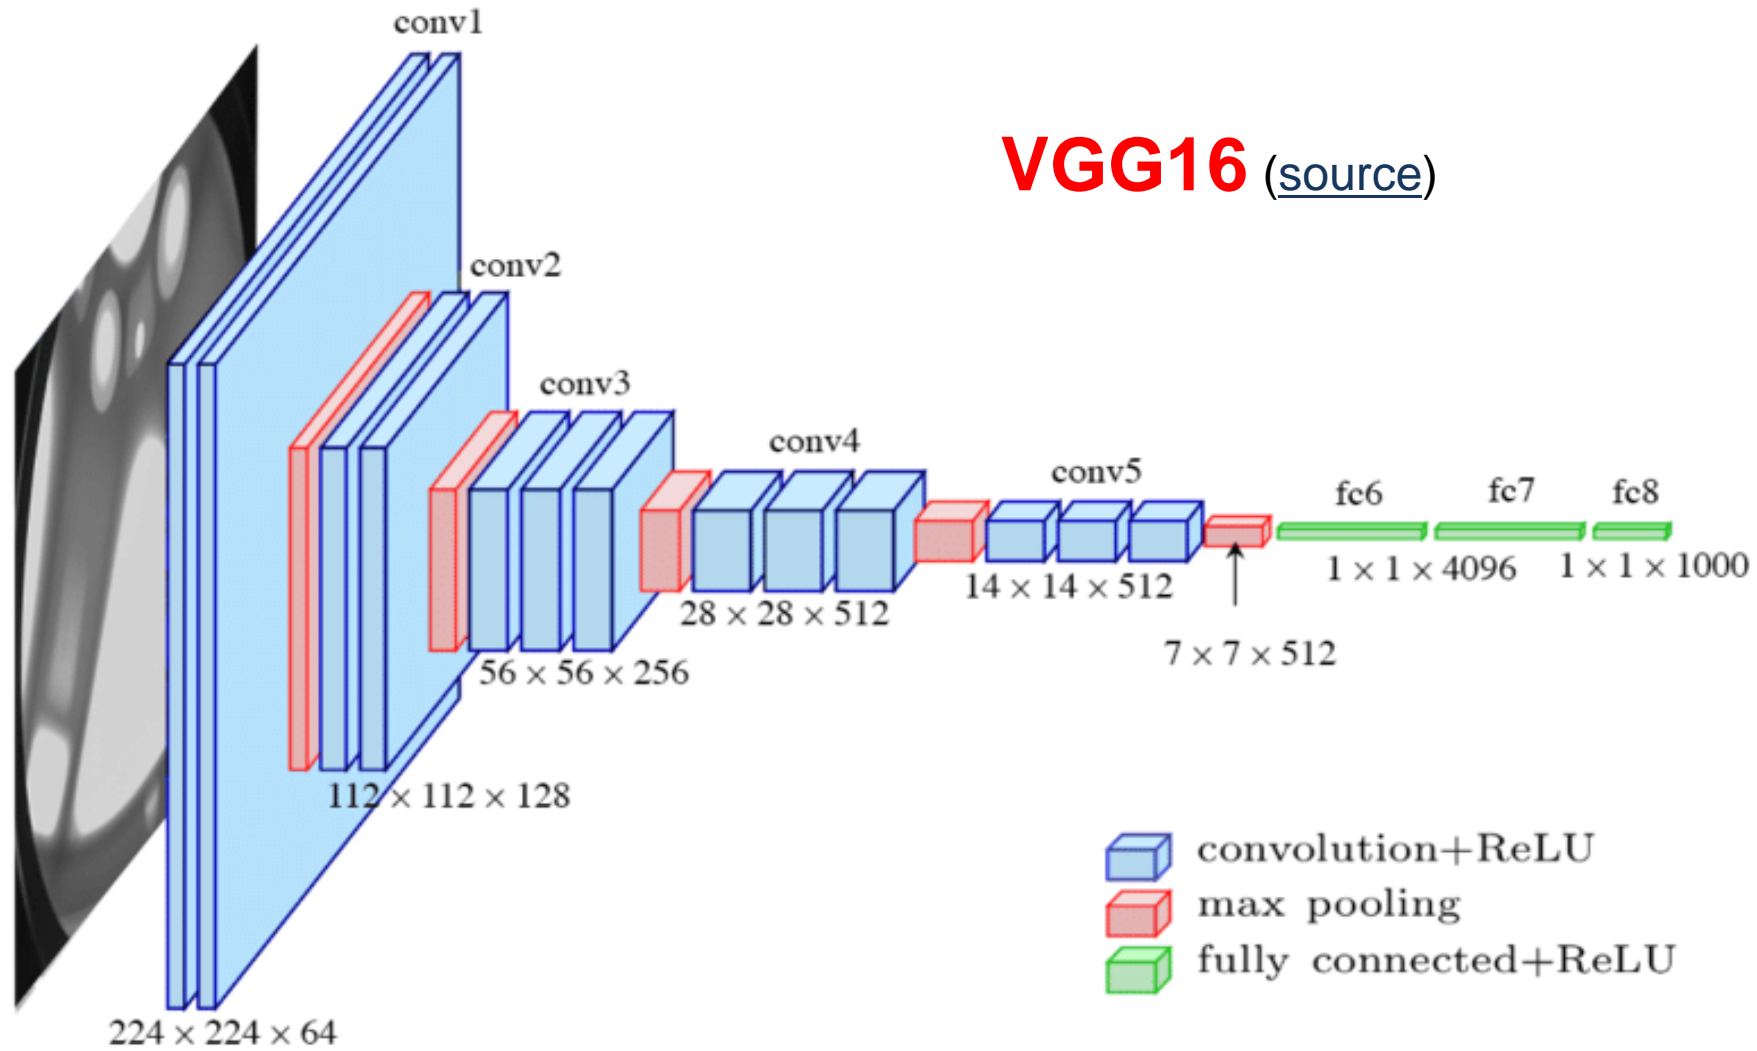 conv1
VGG16 (source)
conv2
conv3
conv4
conv5
fc6
fc7
fc8
1 × 1 × 4096
1 × 1 × 1000
14 × 14 × 512
28 × 28 × 512
7 × 7 × 512
56 × 56 × 256
112 × 112 × 128
224 × 224 × 64
convolution+ReLU
max pooling
fully connected+ReLU